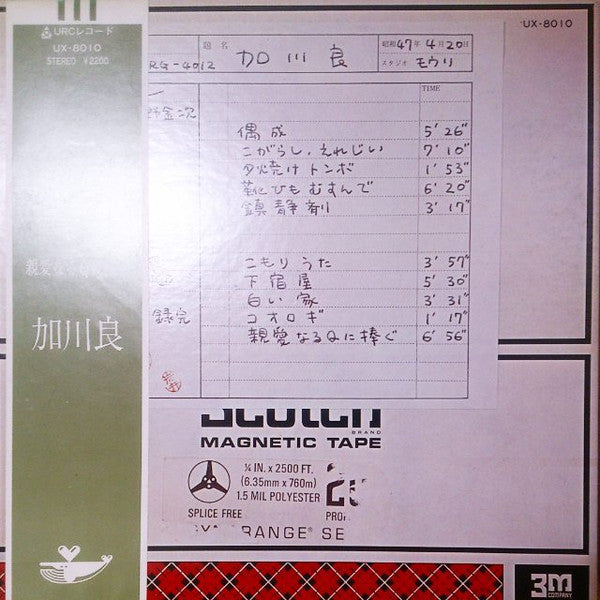 URCレコード
UX-8010
STEREO ¥2200
親愛な
加川良
UX-8010
題名
加川良
昭和47年4月20日
RG-4012
スタジオ モウリ
TIME
野金次
偶成 5′26″
こがらし・えれじい 7′10″
夕焼けトンボ 1′53″
靴ひもむすんで 6′20″
鎮静剤 3′17″
こもりうた 3′57″
下宿屋 5′30″
白い家 3′31″
コオロギ 1′17″
録完
親愛なるQに捧ぐ 6′56″
Scotch
BRAND
MAGNETIC TAPE
¼ IN. x 2500 FT.
(6.35mm x 760m)
1.5 MIL POLYESTER
SPLICE FREE
RANGE® SE
3M
COMPANY